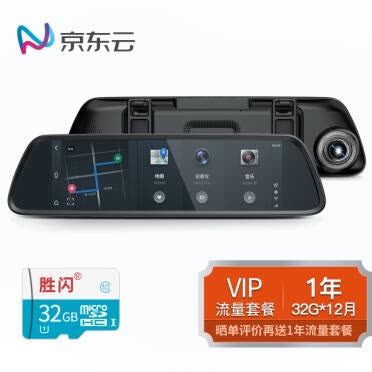 京东云
地图
记录仪
音乐
胜闪®
10
32GB
micro
SD
HC I
U1
VIP
流量套餐
1年
32G*12月
晒单评价再送1年流量套餐